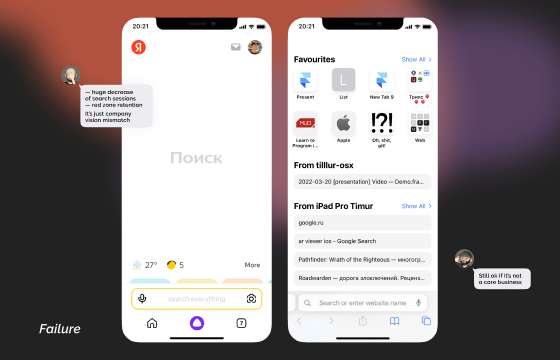 20:21
Я
— huge decrease
of search sessions
— red zone retention
It's just company
vision mismatch
Поиск
27°
5
More
search everything
7
Failure
20:21
Favourites
Show All
L
Present
List
New Tab 9
Трипс
MUO
!?!
Learn to
Program i...
Apple
Oh, shit,
git!
Web
From tilllur-osx
2022-03-20 [presentation] Video — Demo.fra...
From iPad Pro Timur
Show All
google.ru
ar viewer ios - Google Search
Pathfinder: Wrath of the Righteous — многогр...
Roadwarden — дорога злоключений. Реценз...
Search or enter website name
Still ok if it's not
a core business